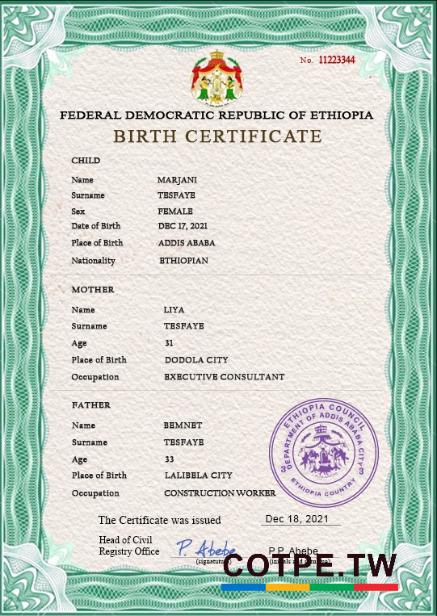 No. 11223344
FEDERAL DEMOCRATIC REPUBLIC OF ETHIOPIA
BIRTH CERTIFICATE
CHILD
Name MARJANI
Surname TESFAYE
Sex FEMALE
Date of Birth DEC 17, 2021
Place of Birth ADDIS ABABA
Nationality ETHIOPIAN
MOTHER
Name LIYA
Surname TESFAYE
Age 31
Place of Birth DODOLA CITY
Occupation EXECUTIVE CONSULTANT
FATHER
Name BEMNET
Surname TESFAYE
Age 33
Place of Birth LALIBELA CITY
Occupation CONSTRUCTION WORKER
ETHIOPIA COUNCIL
DEPARTMENT OF ADDIS ABABA CITY
ETHIOPIA COUNTRY
The Certificate was issued Dec 18, 2021
Head of Civil
Registry Office P. Abebe P.P. Abebe
COTPE.TW